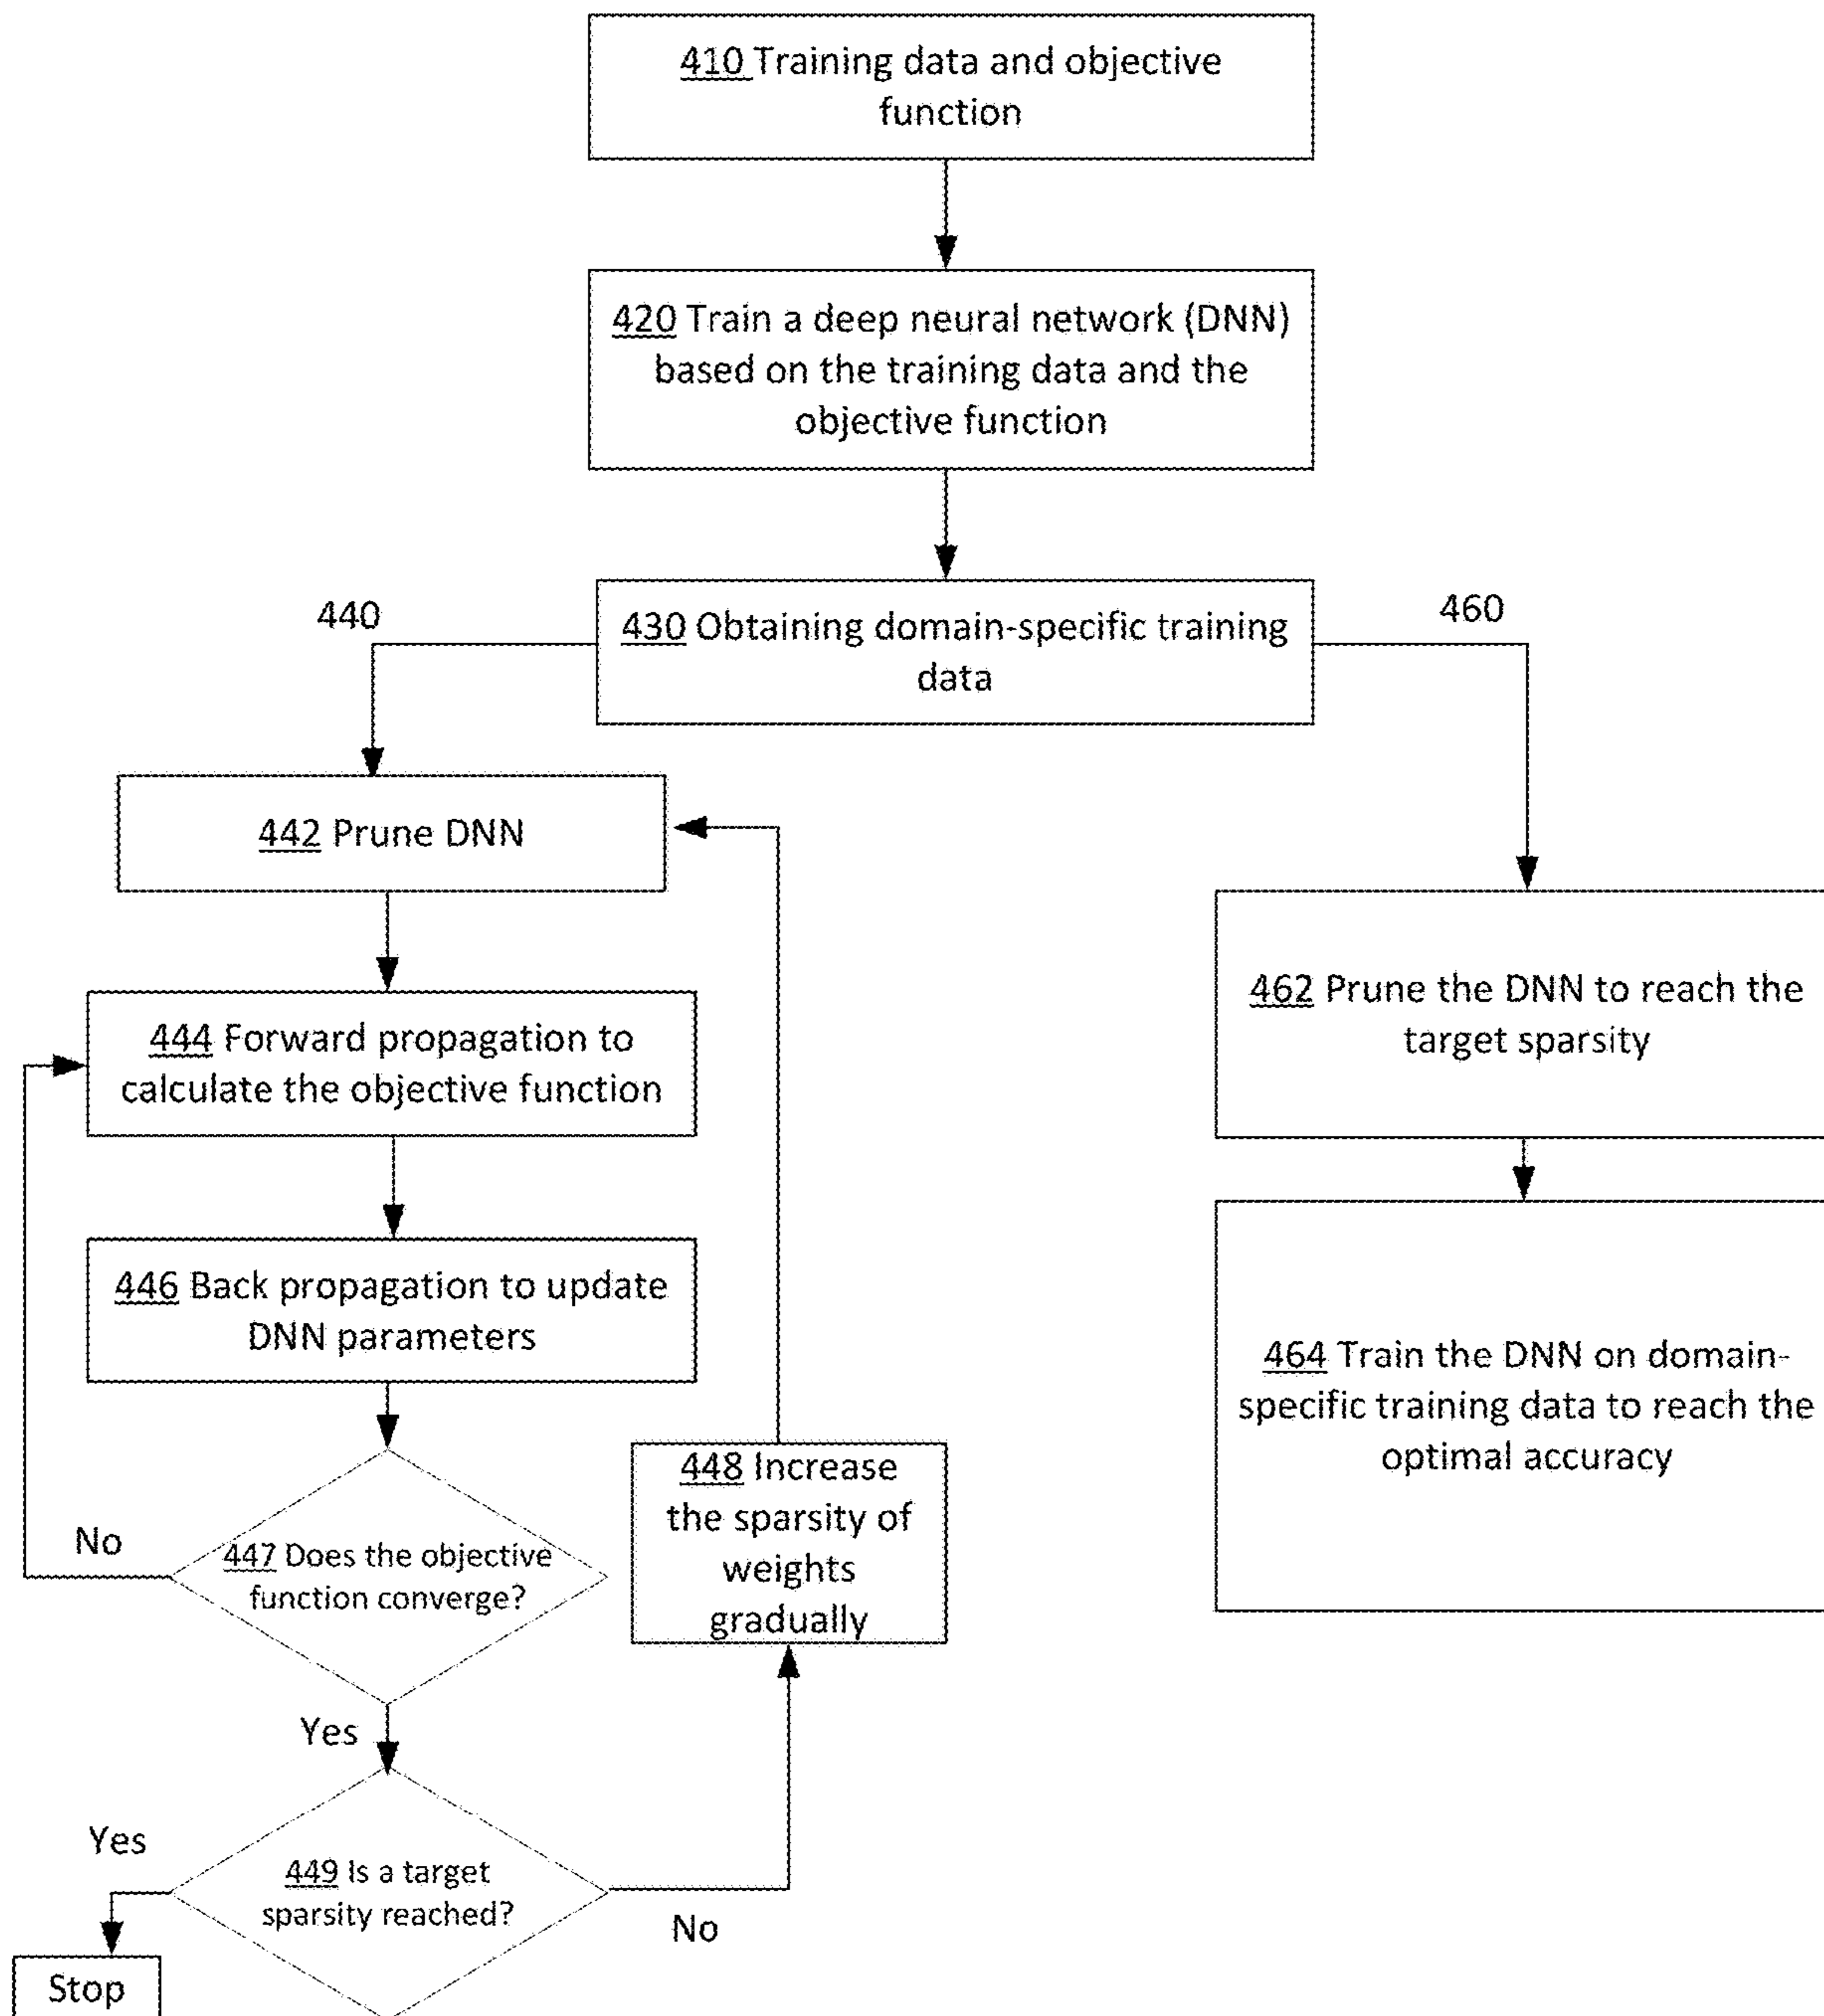 410 Training data and objective
function
420 Train a deep neural network (DNN)
based on the training data and the
objective function
440
430 Obtaining domain-specific training
data
460
442 Prune DNN
444 Forward propagation to
calculate the objective function
446 Back propagation to update
DNN parameters
447 Does the objective
function converge?
No
Yes
448 Increase
the sparsity of
weights
gradually
449 Is a target
sparsity reached?
Yes
No
Stop
462 Prune the DNN to reach the
target sparsity
464 Train the DNN on domain-
specific training data to reach the
optimal accuracy